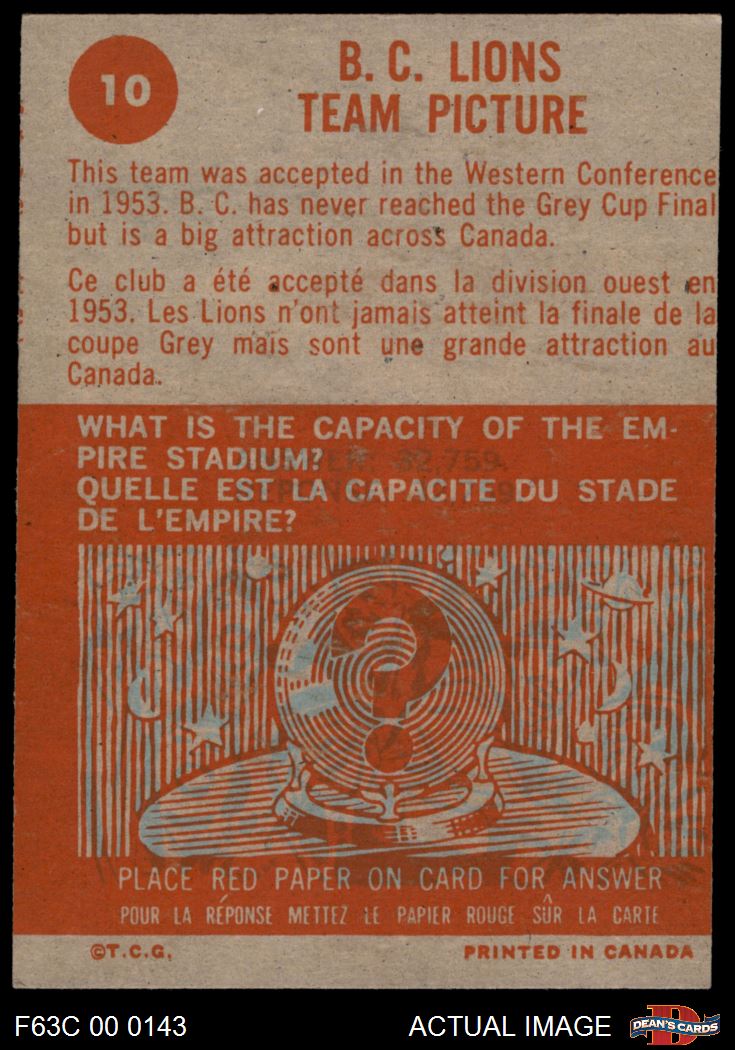 10
B. C. LIONS
TEAM PICTURE
This team was accepted in the Western Conference
in 1953. B. C. has never reached the Grey Cup Final
but is a big attraction across Canada.
Ce club a été accepté dans la division ouest en
1953. Les Lions n'ont jamais atteint la finale de la
coupe Grey mais sont une grande attraction au
Canada.
WHAT IS THE CAPACITY OF THE EM-
PIRE STADIUM?
32,759
QUELLE EST LA CAPACITE DU STADE
DE L'EMPIRE?
?
PLACE RED PAPER ON CARD FOR ANSWER
POUR LA RÉPONSE METTEZ LE PAPIER ROUGE SÛR LA CARTE
©T.C.G.
PRINTED IN CANADA
F63C 00 0143
ACTUAL IMAGE
D
DEAN'S CARDS